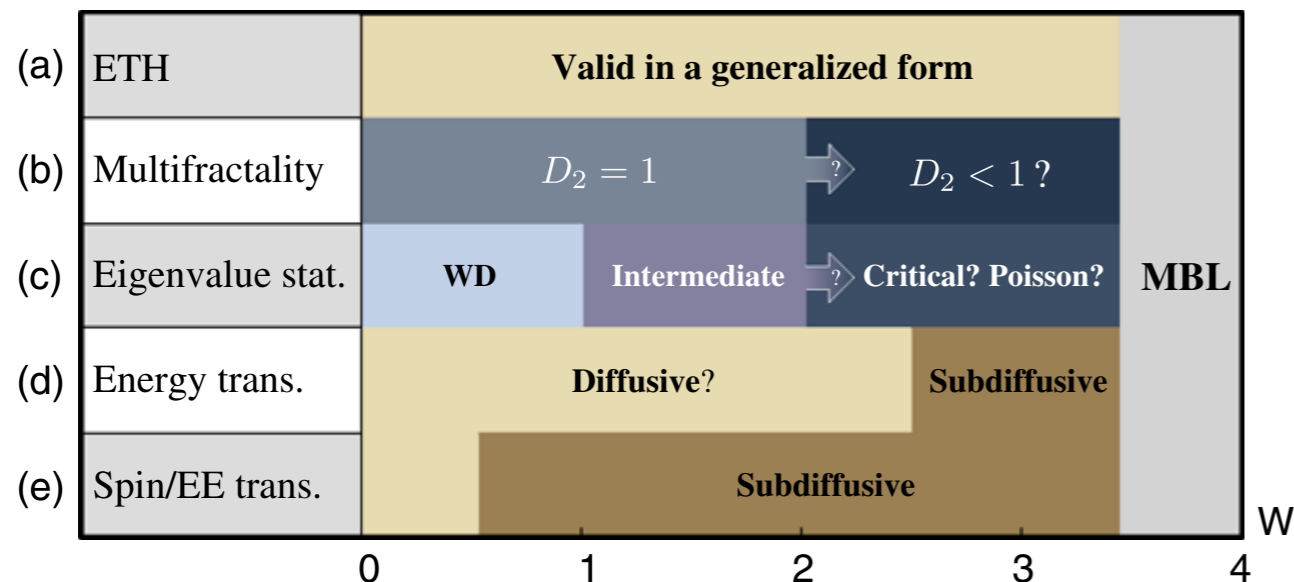 (a) ETH Valid in a generalized form
(b) Multifractality D₂ = 1 ? D₂ < 1 ?
(c) Eigenvalue stat. WD Intermediate ? Critical? Poisson? MBL
(d) Energy trans. Diffusive? Subdiffusive
(e) Spin/EE trans. Subdiffusive
W
0 1 2 3 4